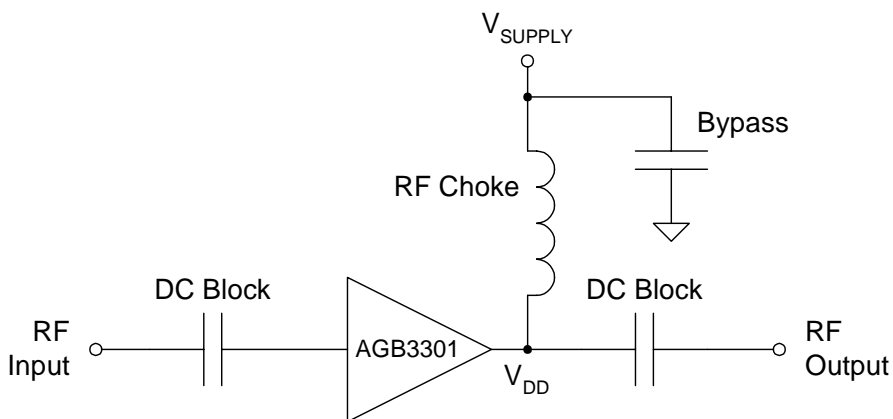 V_SUPPLY
Bypass
RF Choke
DC Block
DC Block
RF
Input
AGB3301
V_DD
RF
Output